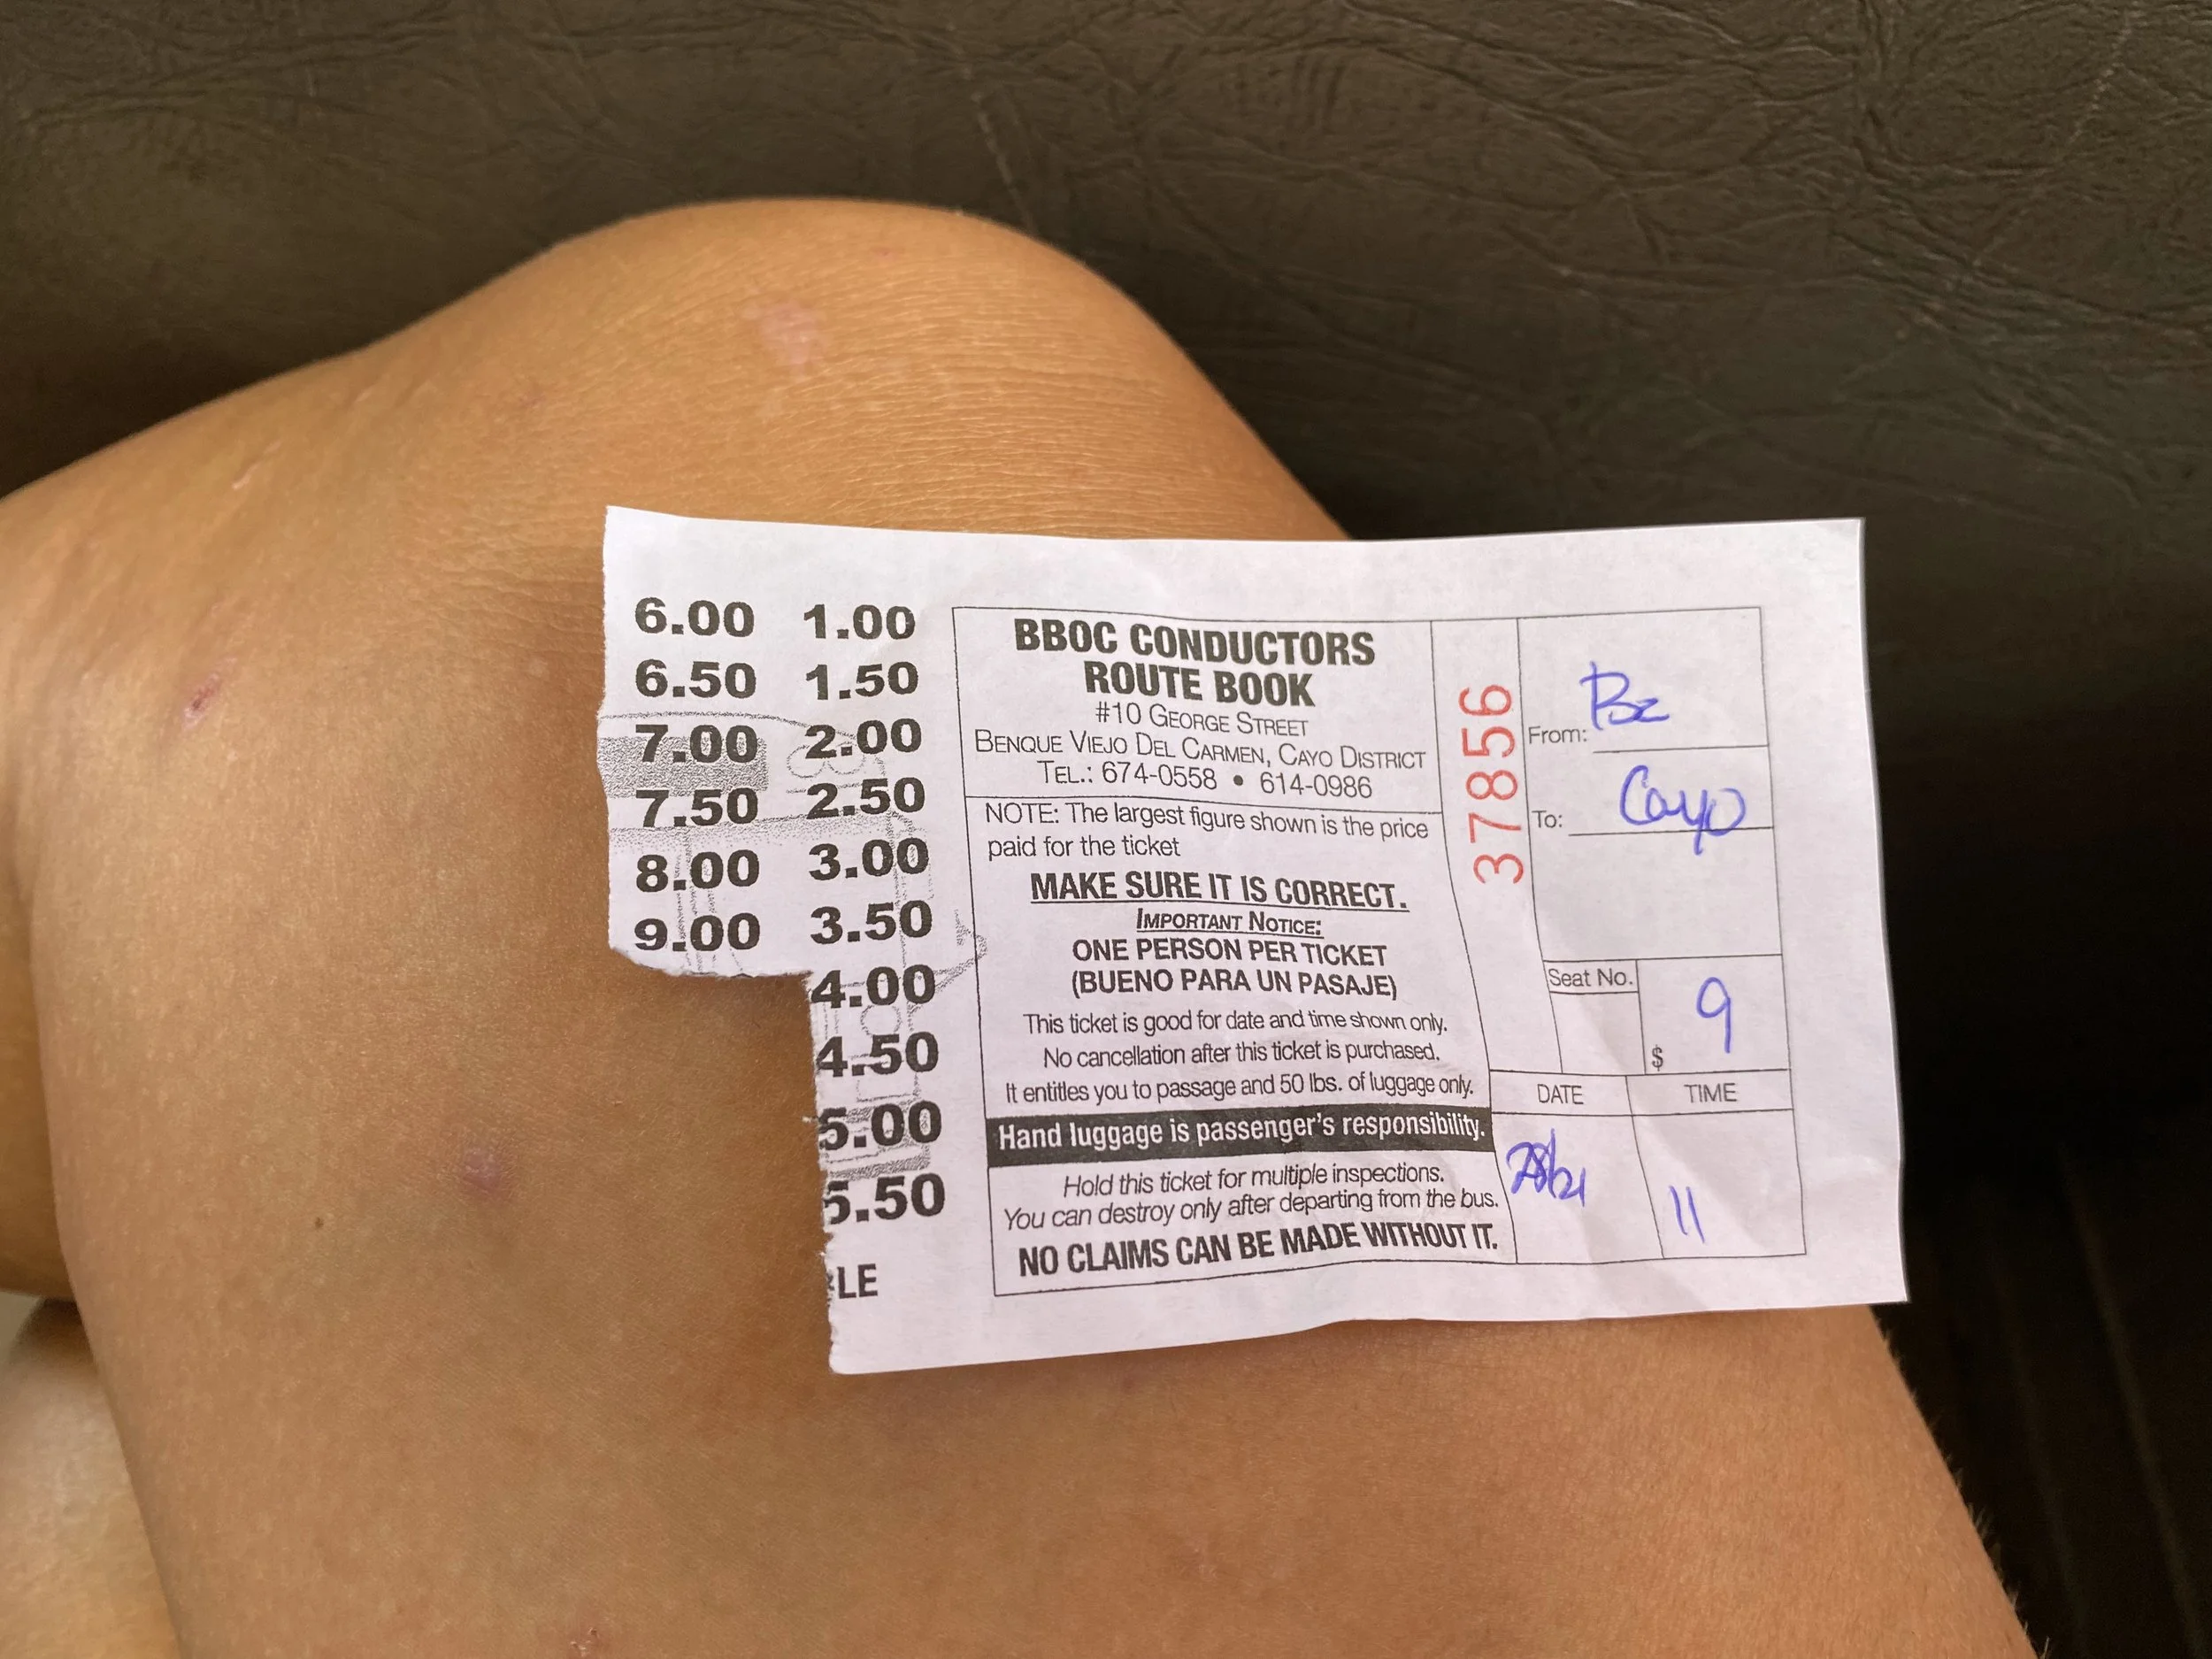 6.00 1.00
6.50 1.50
7.00 2.00
7.50 2.50
8.00 3.00
9.00 3.50
4.00
4.50
5.00
5.50
LE
BBOC CONDUCTORS
ROUTE BOOK
#10 GEORGE STREET
BENQUE VIEJO DEL CARMEN, CAYO DISTRICT
TEL.: 674-0558 • 614-0986
NOTE: The largest figure shown is the price
paid for the ticket
MAKE SURE IT IS CORRECT.
IMPORTANT NOTICE:
ONE PERSON PER TICKET
(BUENO PARA UN PASAJE)
This ticket is good for date and time shown only.
No cancellation after this ticket is purchased.
It entitles you to passage and 50 lbs. of luggage only.
Hand luggage is passenger's responsibility.
Hold this ticket for multiple inspections.
You can destroy only after departing from the bus.
NO CLAIMS CAN BE MADE WITHOUT IT.
37856
From: Bz
To: Cayo
Seat No.
$ 9
DATE TIME
11